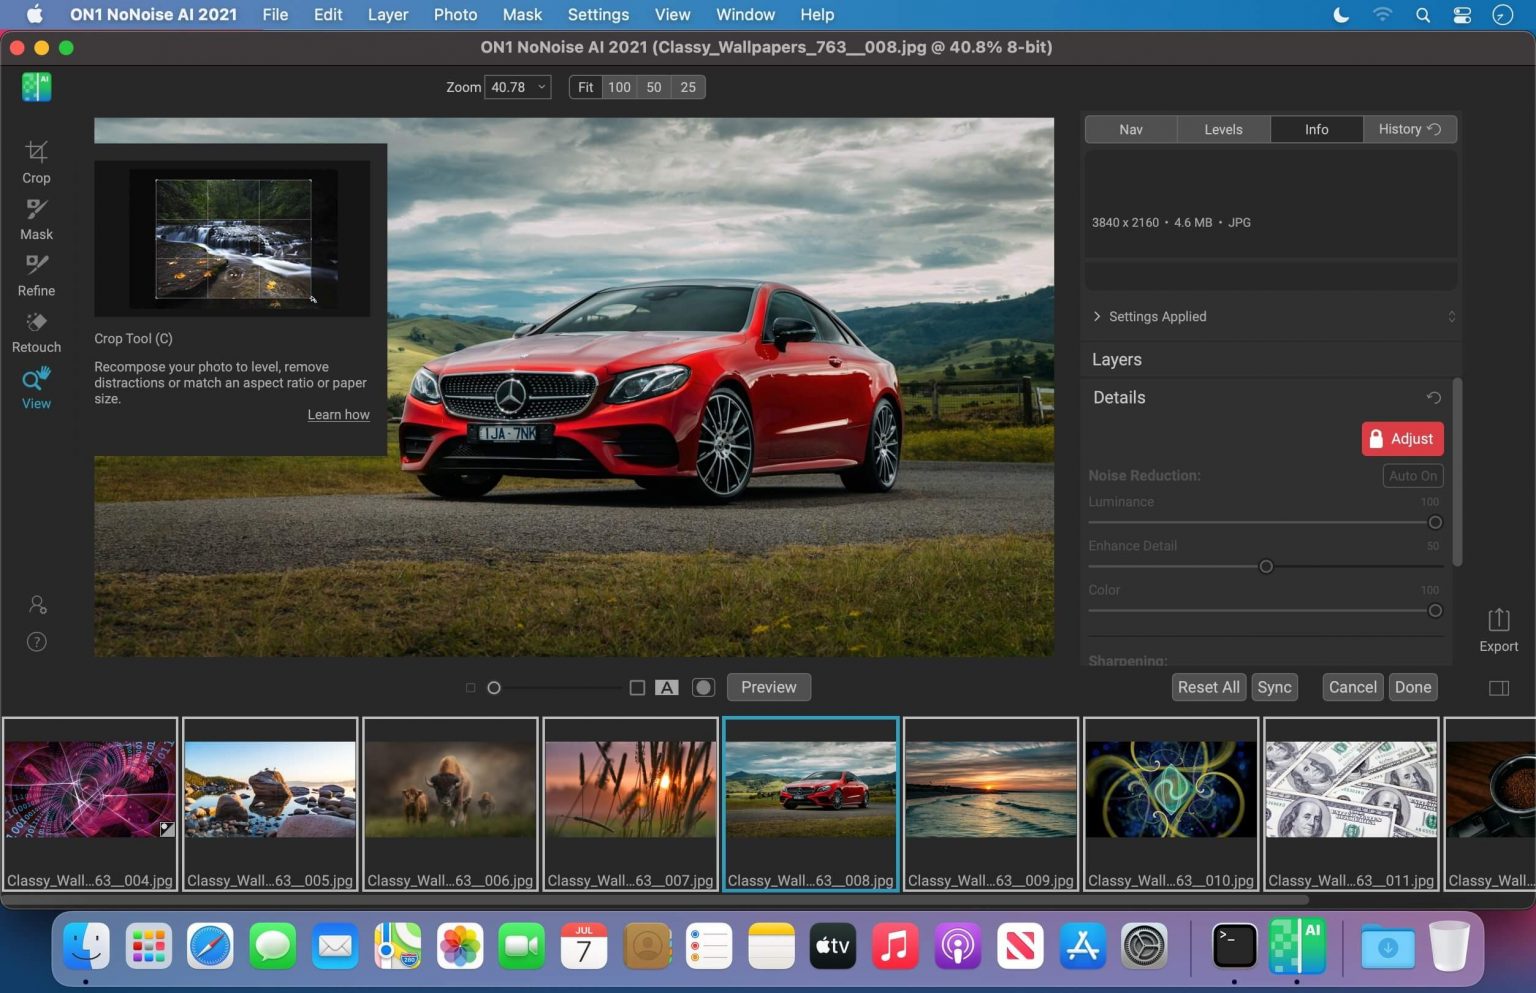 ON1 NoNoise AI 2021 File Edit Layer Photo Mask Settings View Window Help
ON1 NoNoise AI 2021 (Classy_Wallpapers_763__008.jpg @ 40.8% 8-bit)
AI
Zoom 40.78 Fit 100 50 25
Nav Levels Info History
Crop
Mask
Refine
Retouch
View
Crop Tool (C)
Recompose your photo to level, remove
distractions or match an aspect ratio or paper
size.
Learn how
1JA-7NK
3840 x 2160 • 4.6 MB • JPG
Settings Applied
Layers
Details
Adjust
Noise Reduction: Auto On
Luminance 100
Enhance Detail 50
Color 100
Sharpening:
Export
?
A Preview
Reset All Sync Cancel Done
Classy_Wall...63__004.jpg Classy_Wall...63__005.jpg Classy_Wall...63__006.jpg Classy_Wall...63__007.jpg Classy_Wall...63__008.jpg Classy_Wall...63__009.jpg Classy_Wall...63__010.jpg Classy_Wall...63__011.jpg Classy_Wall...
280
JUL
7
tv
>_
AI